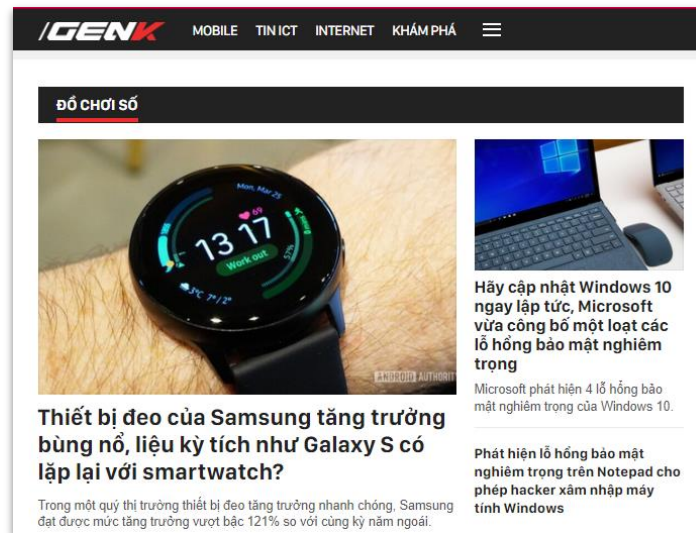 /GENK
MOBILE TIN ICT INTERNET KHÁM PHÁ
ĐỒ CHƠI SỐ
Mon, Mar 25
69
13 17
Work out
57%
3°C 7°/2°
ANDROID AUTHORITY
Thiết bị đeo của Samsung tăng trưởng
bùng nổ, liệu kỳ tích như Galaxy S có
lặp lại với smartwatch?
Trong một quý thị trường thiết bị đeo tăng trưởng nhanh chóng, Samsung
đạt được mức tăng trưởng vượt bậc 121% so với cùng kỳ năm ngoái.
Hãy cập nhật Windows 10
ngay lập tức, Microsoft
vừa công bố một loạt các
lỗ hổng bảo mật nghiêm
trọng
Microsoft phát hiện 4 lỗ hổng bảo
mật nghiêm trọng của Windows 10.
Phát hiện lỗ hổng bảo mật
nghiêm trọng trên Notepad cho
phép hacker xâm nhập máy
tính Windows